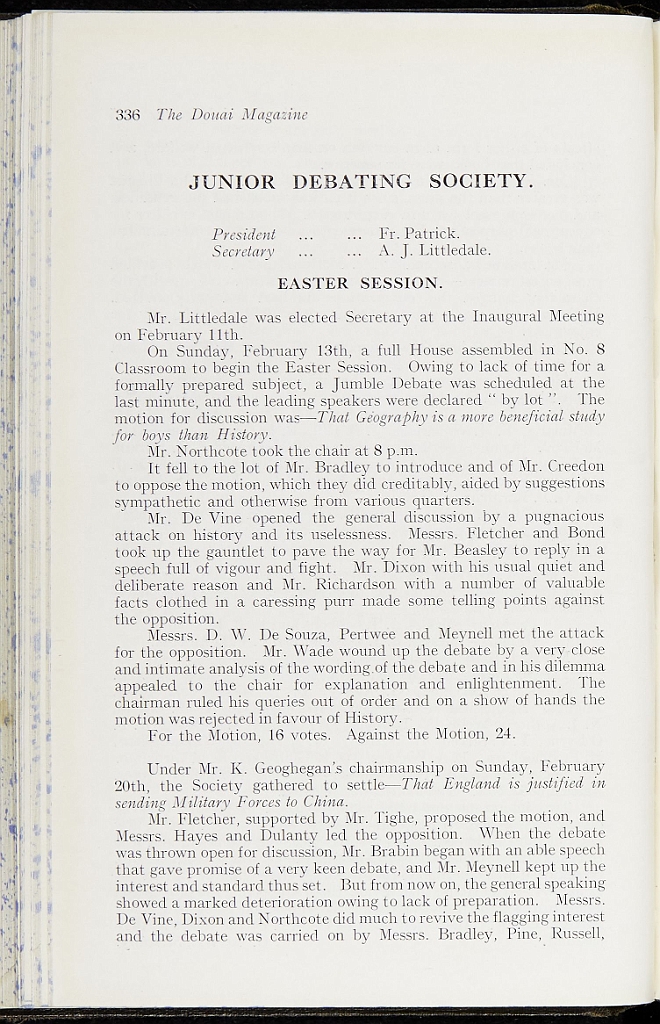 336 The Douai Magazine
JUNIOR DEBATING SOCIETY.
President ... ... Fr. Patrick.
Secretary ... ... A. J. Littledale.
EASTER SESSION.
Mr. Littledale was elected Secretary at the Inaugural Meeting
on February 11th.
On Sunday, February 13th, a full House assembled in No. 8
Classroom to begin the Easter Session. Owing to lack of time for a
formally prepared subject, a Jumble Debate was scheduled at the
last minute, and the leading speakers were declared “ by lot ”. The
motion for discussion was—That Geography is a more beneficial study
for boys than History.
Mr. Northcote took the chair at 8 p.m.
It fell to the lot of Mr. Bradley to introduce and of Mr. Creedon
to oppose the motion, which they did creditably, aided by suggestions
sympathetic and otherwise from various quarters.
Mr. De Vine opened the general discussion by a pugnacious
attack on history and its uselessness. Messrs. Fletcher and Bond
took up the gauntlet to pave the way for Mr. Beasley to reply in a
speech full of vigour and fight. Mr. Dixon with his usual quiet and
deliberate reason and Mr. Richardson with a number of valuable
facts clothed in a caressing purr made some telling points against
the opposition.
Messrs. D. W. De Souza, Pertwee and Meynell met the attack
for the opposition. Mr. Wade wound up the debate by a very close
and intimate analysis of the wording of the debate and in his dilemma
appealed to the chair for explanation and enlightenment. The
chairman ruled his queries out of order and on a show of hands the
motion was rejected in favour of History.
For the Motion, 16 votes. Against the Motion, 24.
Under Mr. K. Geoghegan's chairmanship on Sunday, February
20th, the Society gathered to settle—That England is justified in
sending Military Forces to China.
Mr. Fletcher, supported by Mr. Tighe, proposed the motion, and
Messrs. Hayes and Dulanty led the opposition. When the debate
was thrown open for discussion, Mr. Brabin began with an able speech
that gave promise of a very keen debate, and Mr. Meynell kept up the
interest and standard thus set. But from now on, the general speaking
showed a marked deterioration owing to lack of preparation. Messrs.
De Vine, Dixon and Northcote did much to revive the flagging interest
and the debate was carried on by Messrs. Bradley, Pine, Russell,